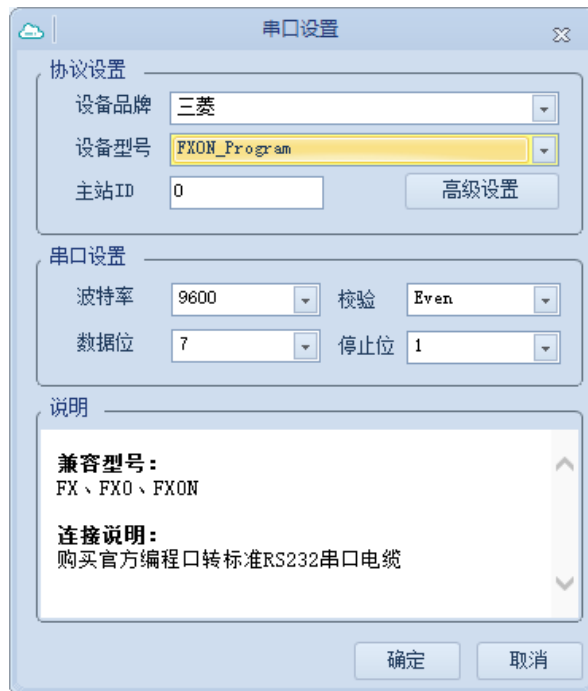 串口设置
协议设置
设备品牌 三菱
设备型号 FX0N_Program
主站ID 0 高级设置
串口设置
波特率 9600 校验 Even
数据位 7 停止位 1
说明
兼容型号：
FX、FX0、FX0N
连接说明：
购买官方编程口转标准RS232串口电缆
确定 取消